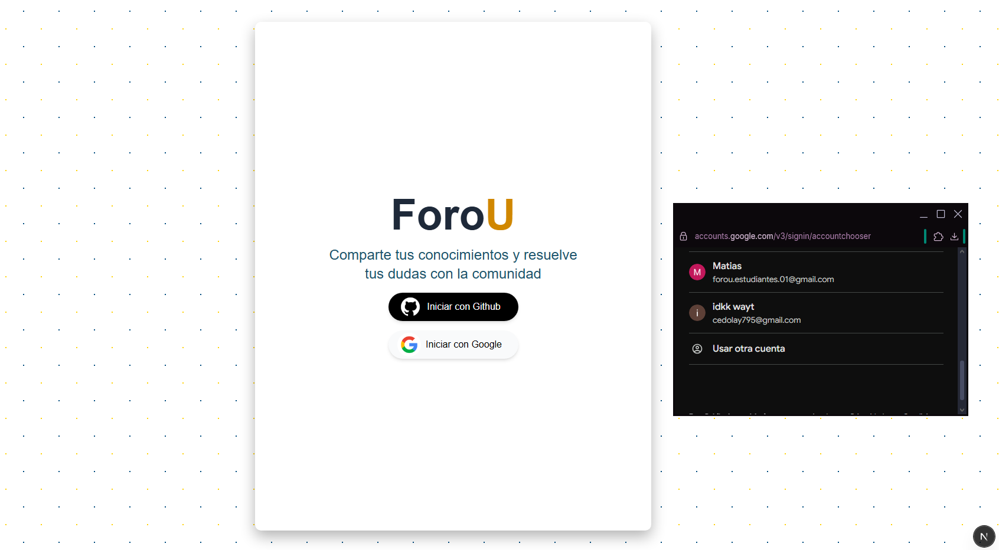 ForoU
Comparte tus conocimientos y resuelve
tus dudas con la comunidad
Iniciar con Github
Iniciar con Google
accounts.google.com/v3/signin/accountchooser
M
Matias
forou.estudiantes.01@gmail.com
i
idkk wayt
cedolay795@gmail.com
Usar otra cuenta
N